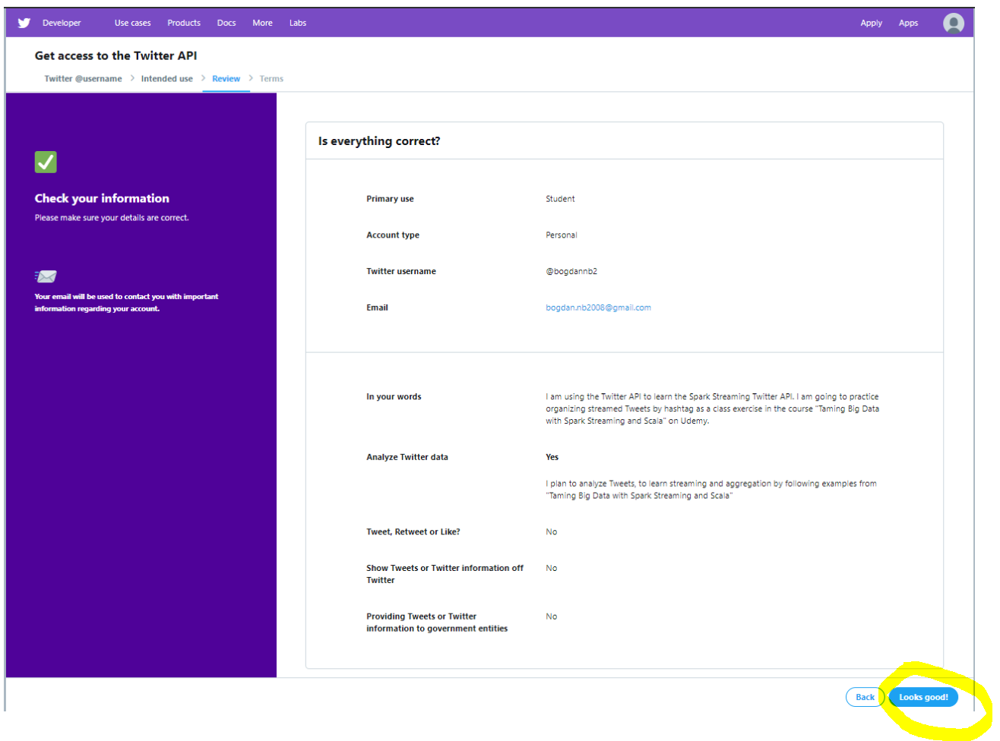 Developer Use cases Products Docs More Labs Apply Apps
Get access to the Twitter API
Twitter @username > Intended use > Review > Terms
Check your information
Please make sure your details are correct.
Your email will be used to contact you with important
information regarding your account.
Is everything correct?
Primary use Student
Account type Personal
Twitter username @bogdannb2
Email bogdan.nb2008@gmail.com
In your words I am using the Twitter API to learn the Spark Streaming Twitter API. I am going to practice
organizing streamed Tweets by hashtag as a class exercise in the course "Taming Big Data
with Spark Streaming and Scala" on Udemy.
Analyze Twitter data Yes
I plan to analyze Tweets, to learn streaming and aggregation by following examples from
"Taming Big Data with Spark Streaming and Scala"
Tweet, Retweet or Like? No
Show Tweets or Twitter information off No
Twitter
Providing Tweets or Twitter No
information to government entities
Back Looks good!